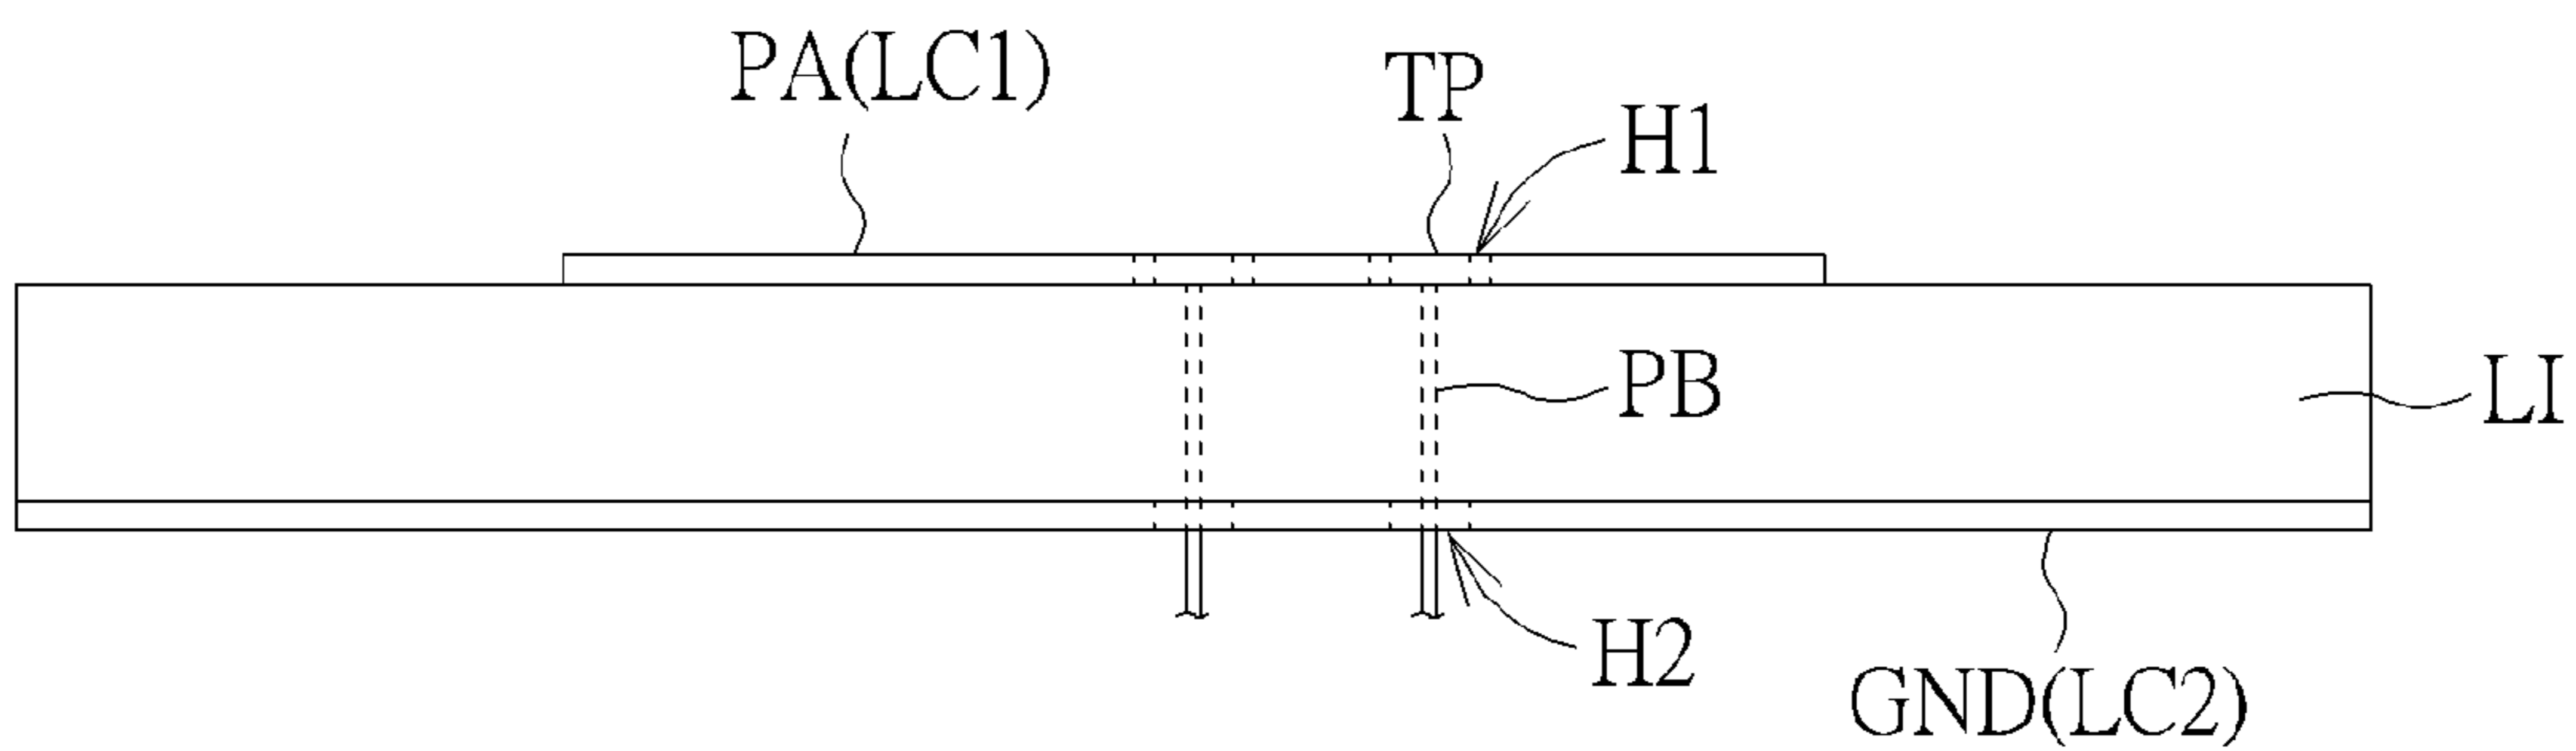 PA(LC1)
TP
H1
PB
LI
H2
GND(LC2)